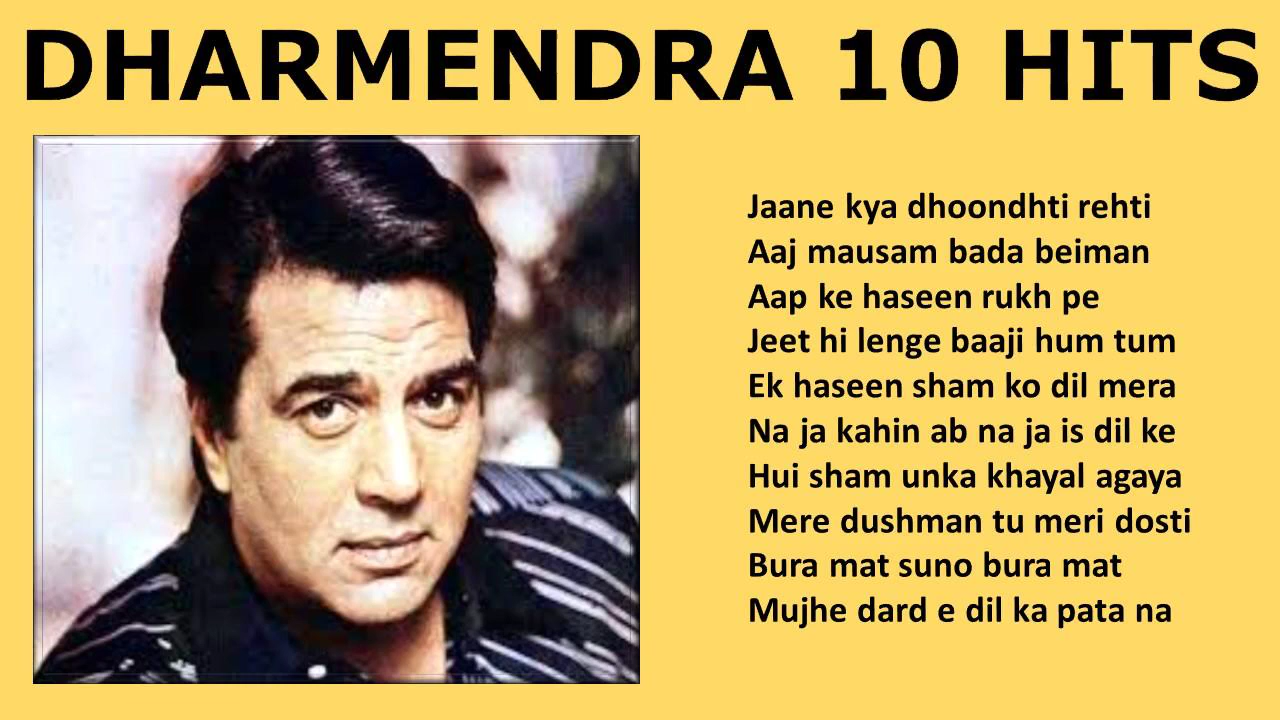 DHARMENDRA 10 HITS
Jaane kya dhoondhti rehti
Aaj mausam bada beiman
Aap ke haseen rukh pe
Jeet hi lenge baaji hum tum
Ek haseen sham ko dil mera
Na ja kahin ab na ja is dil ke
Hui sham unka khayal agaya
Mere dushman tu meri dosti
Bura mat suno bura mat
Mujhe dard e dil ka pata na